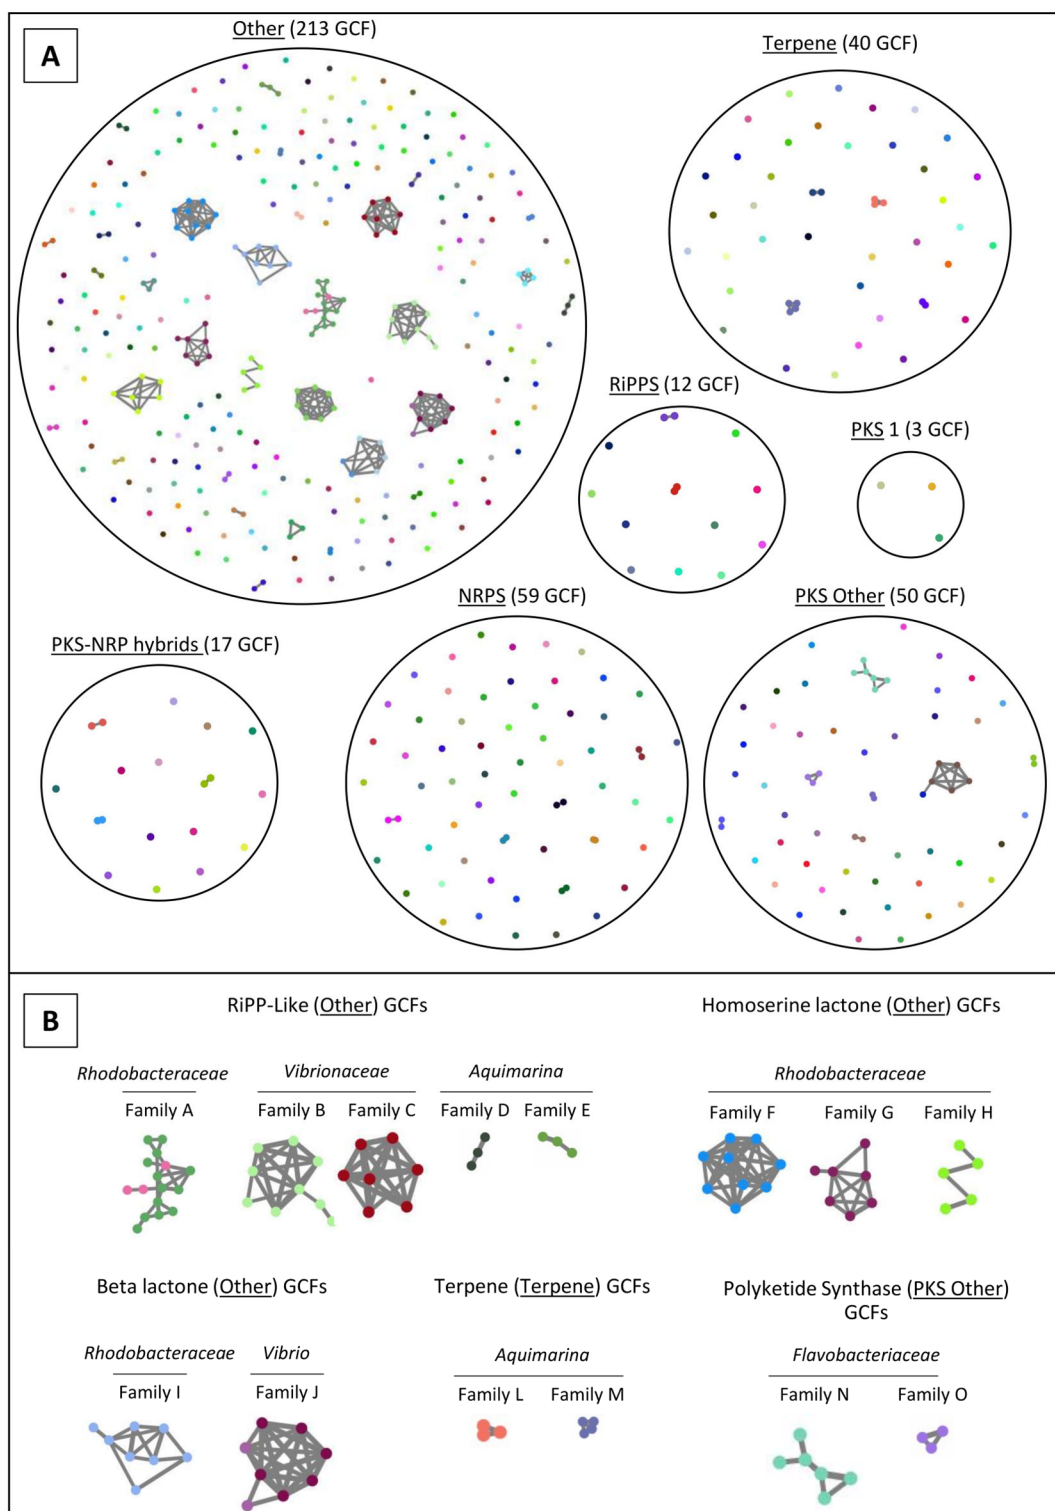 A
Other (213 GCF)
Terpene (40 GCF)
RiPPS (12 GCF)
PKS 1 (3 GCF)
NRPS (59 GCF)
PKS Other (50 GCF)
PKS-NRP hybrids (17 GCF)
B
RiPP-Like (Other) GCFs
Homoserine lactone (Other) GCFs
Rhodobacteraceae
Vibrionaceae
Aquimarina
Rhodobacteraceae
Family A
Family B
Family C
Family D
Family E
Family F
Family G
Family H
Beta lactone (Other) GCFs
Terpene (Terpene) GCFs
Polyketide Synthase (PKS Other)
GCFs
Rhodobacteraceae
Vibrio
Aquimarina
Flavobacteriaceae
Family I
Family J
Family L
Family M
Family N
Family O